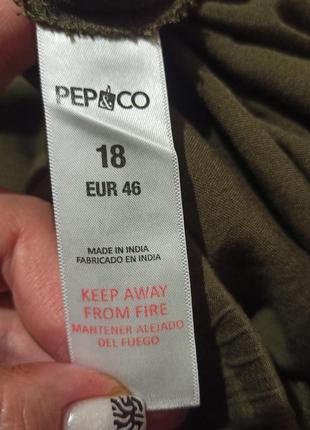 PEP&CO
18
EUR 46
MADE IN INDIA
FABRICADO EN INDIA
KEEP AWAY
FROM FIRE
MANTENER ALEJADO
DEL FUEGO